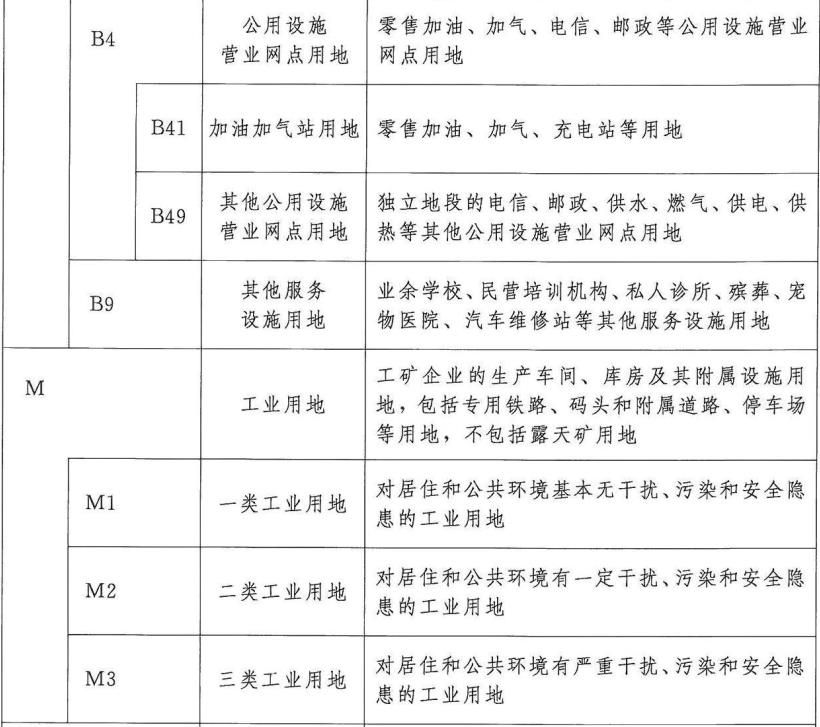 B4
公用设施
营业网点用地
零售加油、加气、电信、邮政等公用设施营业
网点用地
B41
加油加气站用地
零售加油、加气、充电站等用地
B49
其他公用设施
营业网点用地
独立地段的电信、邮政、供水、燃气、供电、供
热等其他公用设施营业网点用地
B9
其他服务
设施用地
业余学校、民营培训机构、私人诊所、殡葬、宠
物医院、汽车维修站等其他服务设施用地
M
工业用地
工矿企业的生产车间、库房及其附属设施用
地，包括专用铁路、码头和附属道路、停车场
等用地，不包括露天矿用地
M1
一类工业用地
对居住和公共环境基本无干扰、污染和安全隐
患的工业用地
M2
二类工业用地
对居住和公共环境有一定干扰、污染和安全隐
患的工业用地
M3
三类工业用地
对居住和公共环境有严重干扰、污染和安全隐
患的工业用地